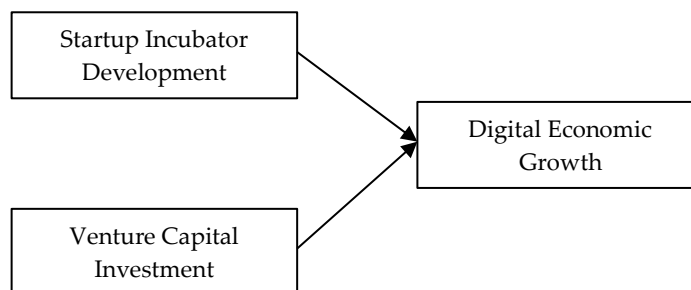 Startup Incubator
Development
Digital Economic
Growth
Venture Capital
Investment